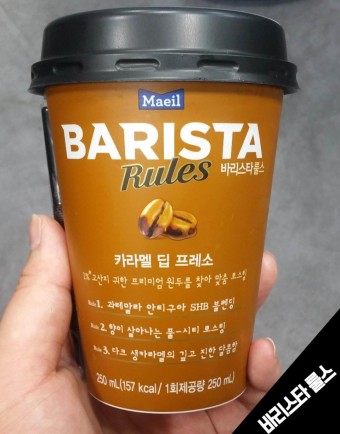 Maeil
BARISTA
Rules 바리스타룰스
카라멜 딥 프레소
1% 고산지 귀한 프리미엄 원두를 찾아 맞춤 로스팅
Rule 1. 과테말라 안티구아 SHB 블렌딩
Rule 2. 향이 살아나는 풀-시티 로스팅
Rule 3. 다크 생카라멜의 깊고 진한 달콤함
250 mL(157 kcal/ 1회제공량 250 mL)
바리스타 룰스